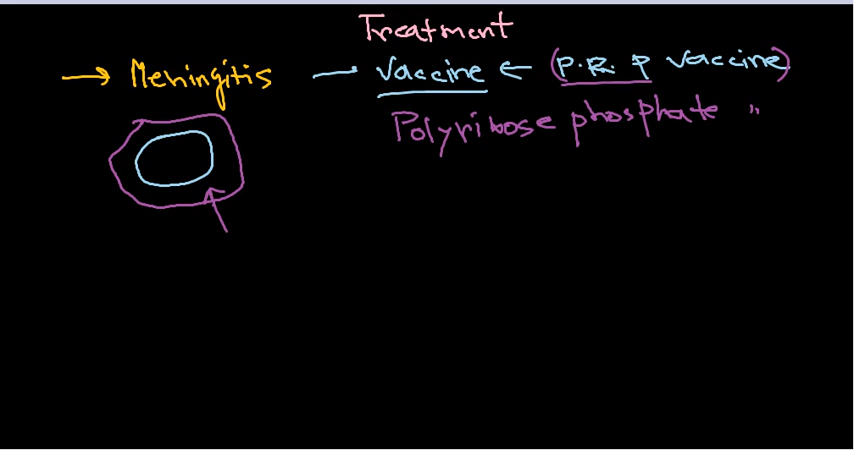 Treatment
→ Meningitis — Vaccine ← (P.R.P Vaccine)
Polyribose phosphate "